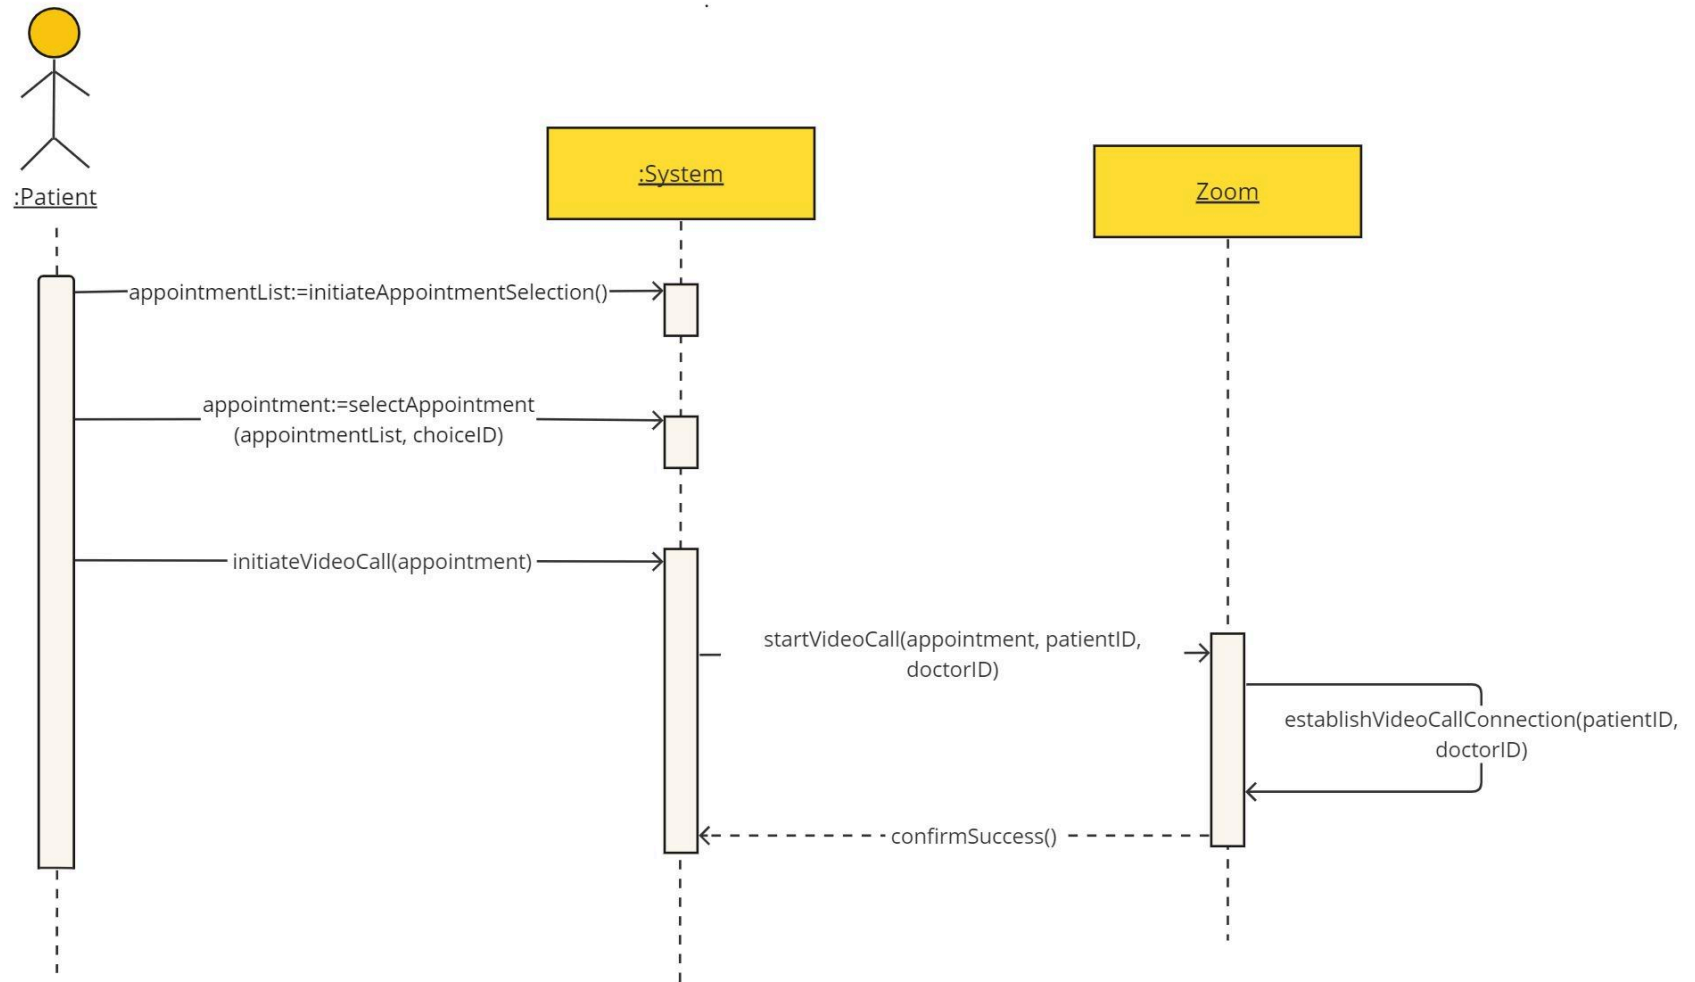 :Patient
:System
Zoom
appointmentList:=initiateAppointmentSelection()
appointment:=selectAppointment
(appointmentList, choiceID)
initiateVideoCall(appointment)
startVideoCall(appointment, patientID,
doctorID)
establishVideoCallConnection(patientID,
doctorID)
confirmSuccess()